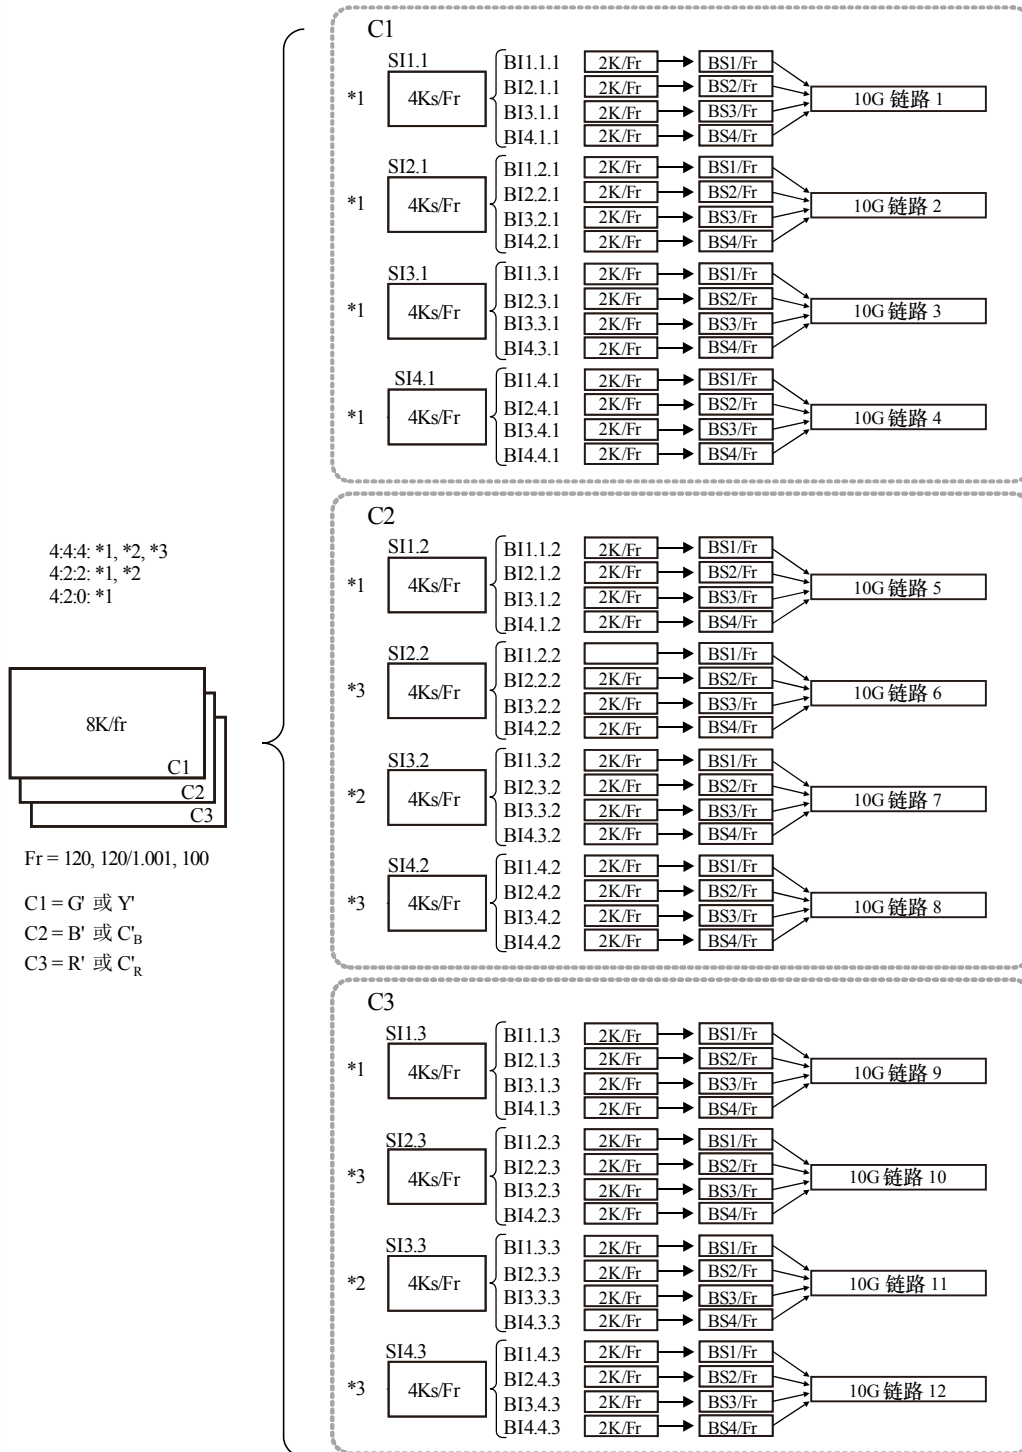 4:4:4: *1, *2, *3
4:2:2: *1, *2
4:2:0: *1
8K/fr
C1
C2
C3
Fr = 120, 120/1.001, 100
C1 = G' 或 Y'
C2 = B' 或 C'B
C3 = R' 或 C'R
C1
SI1.1
*1 4Ks/Fr
BI1.1.1 2K/Fr BS1/Fr
BI2.1.1 2K/Fr BS2/Fr
BI3.1.1 2K/Fr BS3/Fr
BI4.1.1 2K/Fr BS4/Fr
10G 链路 1
SI2.1
*1 4Ks/Fr
BI1.2.1 2K/Fr BS1/Fr
BI2.2.1 2K/Fr BS2/Fr
BI3.2.1 2K/Fr BS3/Fr
BI4.2.1 2K/Fr BS4/Fr
10G 链路 2
SI3.1
*1 4Ks/Fr
BI1.3.1 2K/Fr BS1/Fr
BI2.3.1 2K/Fr BS2/Fr
BI3.3.1 2K/Fr BS3/Fr
BI4.3.1 2K/Fr BS4/Fr
10G 链路 3
SI4.1
*1 4Ks/Fr
BI1.4.1 2K/Fr BS1/Fr
BI2.4.1 2K/Fr BS2/Fr
BI3.4.1 2K/Fr BS3/Fr
BI4.4.1 2K/Fr BS4/Fr
10G 链路 4
C2
SI1.2
*1 4Ks/Fr
BI1.1.2 2K/Fr BS1/Fr
BI2.1.2 2K/Fr BS2/Fr
BI3.1.2 2K/Fr BS3/Fr
BI4.1.2 2K/Fr BS4/Fr
10G 链路 5
SI2.2
*3 4Ks/Fr
BI1.2.2 BS1/Fr
BI2.2.2 2K/Fr BS2/Fr
BI3.2.2 2K/Fr BS3/Fr
BI4.2.2 2K/Fr BS4/Fr
10G 链路 6
SI3.2
*2 4Ks/Fr
BI1.3.2 2K/Fr BS1/Fr
BI2.3.2 2K/Fr BS2/Fr
BI3.3.2 2K/Fr BS3/Fr
BI4.3.2 2K/Fr BS4/Fr
10G 链路 7
SI4.2
*3 4Ks/Fr
BI1.4.2 2K/Fr BS1/Fr
BI2.4.2 2K/Fr BS2/Fr
BI3.4.2 2K/Fr BS3/Fr
BI4.4.2 2K/Fr BS4/Fr
10G 链路 8
C3
SI1.3
*1 4Ks/Fr
BI1.1.3 2K/Fr BS1/Fr
BI2.1.3 2K/Fr BS2/Fr
BI3.1.3 2K/Fr BS3/Fr
BI4.1.3 2K/Fr BS4/Fr
10G 链路 9
SI2.3
*3 4Ks/Fr
BI1.2.3 2K/Fr BS1/Fr
BI2.2.3 2K/Fr BS2/Fr
BI3.2.3 2K/Fr BS3/Fr
BI4.2.3 2K/Fr BS4/Fr
10G 链路 10
SI3.3
*2 4Ks/Fr
BI1.3.3 2K/Fr BS1/Fr
BI2.3.3 2K/Fr BS2/Fr
BI3.3.3 2K/Fr BS3/Fr
BI4.3.3 2K/Fr BS4/Fr
10G 链路 11
SI4.3
*3 4Ks/Fr
BI1.4.3 2K/Fr BS1/Fr
BI2.4.3 2K/Fr BS2/Fr
BI3.4.3 2K/Fr BS3/Fr
BI4.4.3 2K/Fr BS4/Fr
10G 链路 12